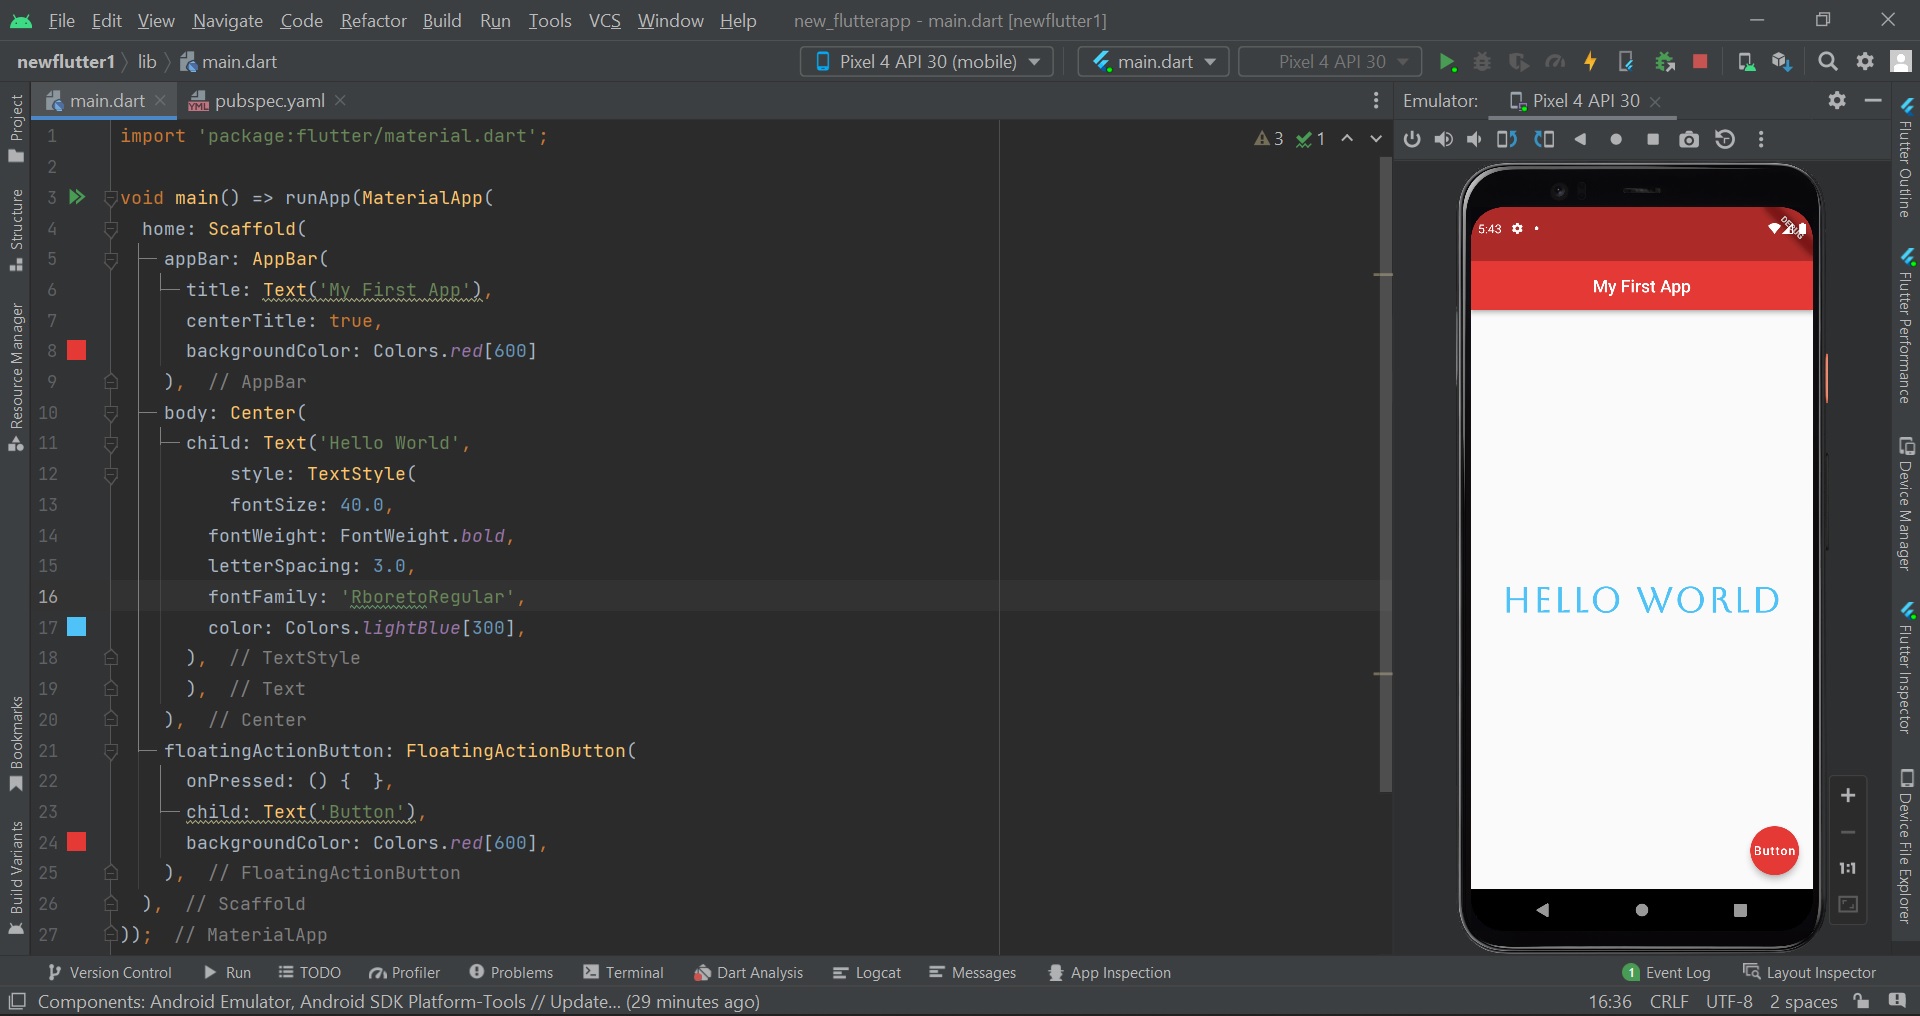 File Edit View Navigate Code Refactor Build Run Tools VCS Window Help new_flutterapp - main.dart [newflutter1]
newflutter1 lib main.dart Pixel 4 API 30 (mobile) main.dart Pixel 4 API 30
main.dart pubspec.yaml Emulator: Pixel 4 API 30
3 1
1 import 'package:flutter/material.dart';
2
3 void main() => runApp(MaterialApp(
4 home: Scaffold(
5 appBar: AppBar(
6 title: Text('My First App'),
7 centerTitle: true,
8 backgroundColor: Colors.red[600]
9 ), // AppBar
10 body: Center(
11 child: Text('Hello World',
12 style: TextStyle(
13 fontSize: 40.0,
14 fontWeight: FontWeight.bold,
15 letterSpacing: 3.0,
16 fontFamily: 'RboretoRegular',
17 color: Colors.lightBlue[300],
18 ), // TextStyle
19 ), // Text
20 ), // Center
21 floatingActionButton: FloatingActionButton(
22 onPressed: () { },
23 child: Text('Button'),
24 backgroundColor: Colors.red[600],
25 ), // FloatingActionButton
26 ), // Scaffold
27 )); // MaterialApp
Project
Structure
Resource Manager
Bookmarks
Build Variants
5:43
DEBUG
My First App
HELLO WORLD
Button
1:1
Flutter Outline
Flutter Performance
Device Manager
Flutter Inspector
Device File Explorer
Version Control Run TODO Profiler Problems Terminal Dart Analysis Logcat Messages App Inspection 1 Event Log Layout Inspector
Components: Android Emulator, Android SDK Platform-Tools // Update... (29 minutes ago) 16:36 CRLF UTF-8 2 spaces